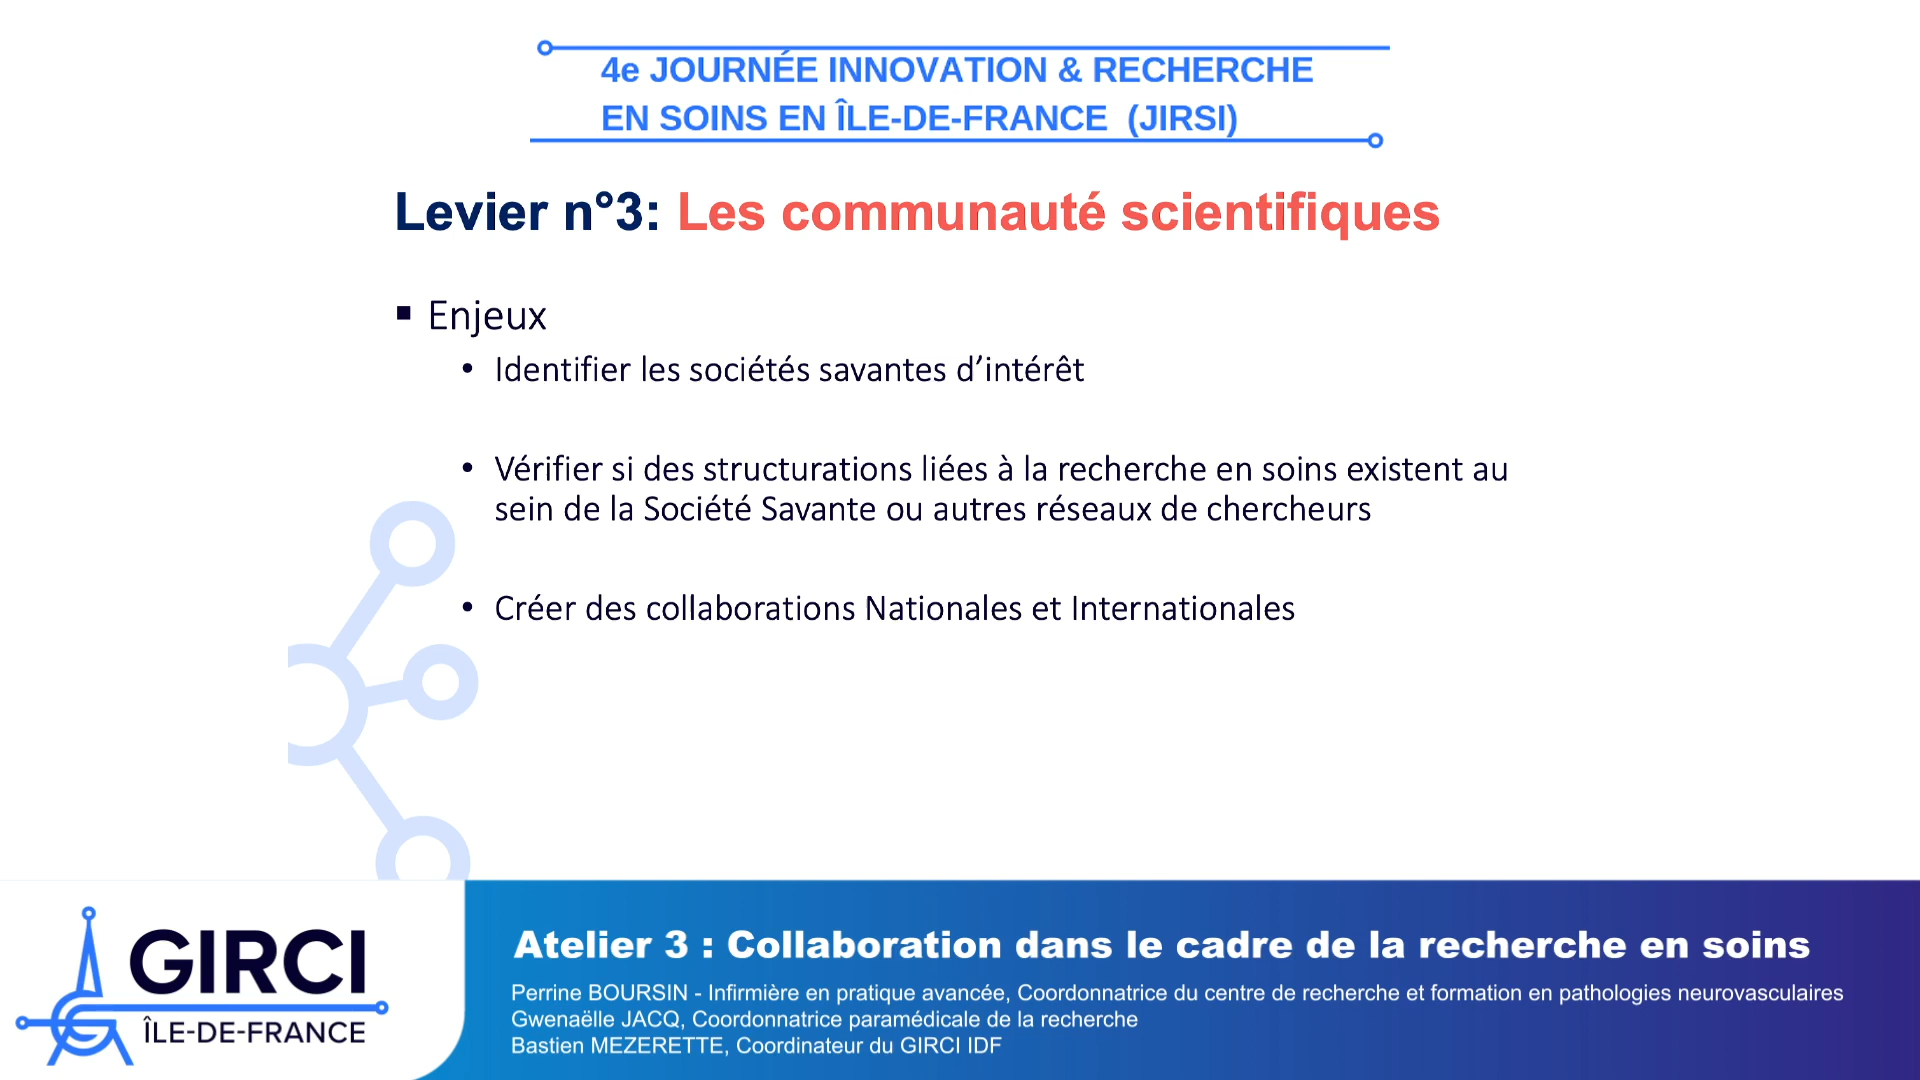 4e JOURNÉE INNOVATION & RECHERCHE
EN SOINS EN ÎLE-DE-FRANCE (JIRSI)
Levier n°3: Les communauté scientifiques
▪ Enjeux
• Identifier les sociétés savantes d’intérêt
• Vérifier si des structurations liées à la recherche en soins existent au
sein de la Société Savante ou autres réseaux de chercheurs
• Créer des collaborations Nationales et Internationales
GIRCI
ÎLE-DE-FRANCE
Atelier 3 : Collaboration dans le cadre de la recherche en soins
Perrine BOURSIN - Infirmière en pratique avancée, Coordonnatrice du centre de recherche et formation en pathologies neurovasculaires
Gwenaëlle JACQ, Coordonnatrice paramédicale de la recherche
Bastien MEZERETTE, Coordinateur du GIRCI IDF